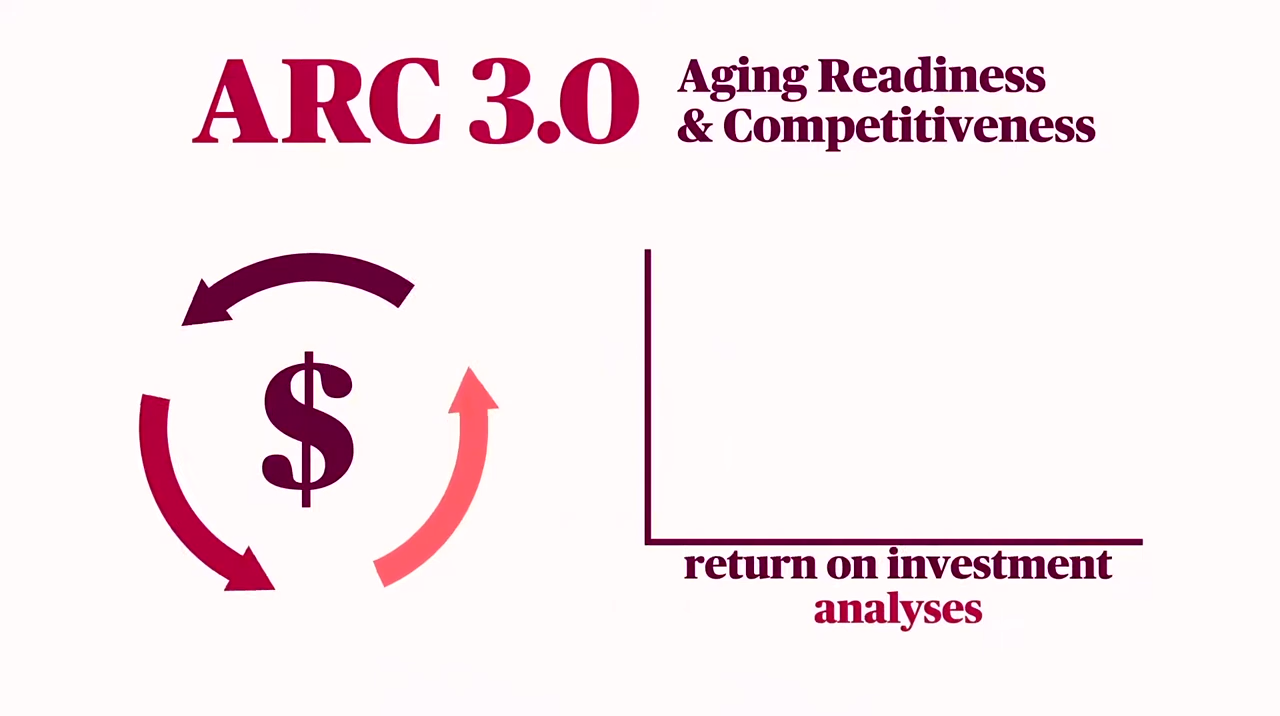 ARC 3.0
Aging Readiness
& Competitiveness
$
return on investment
analyses